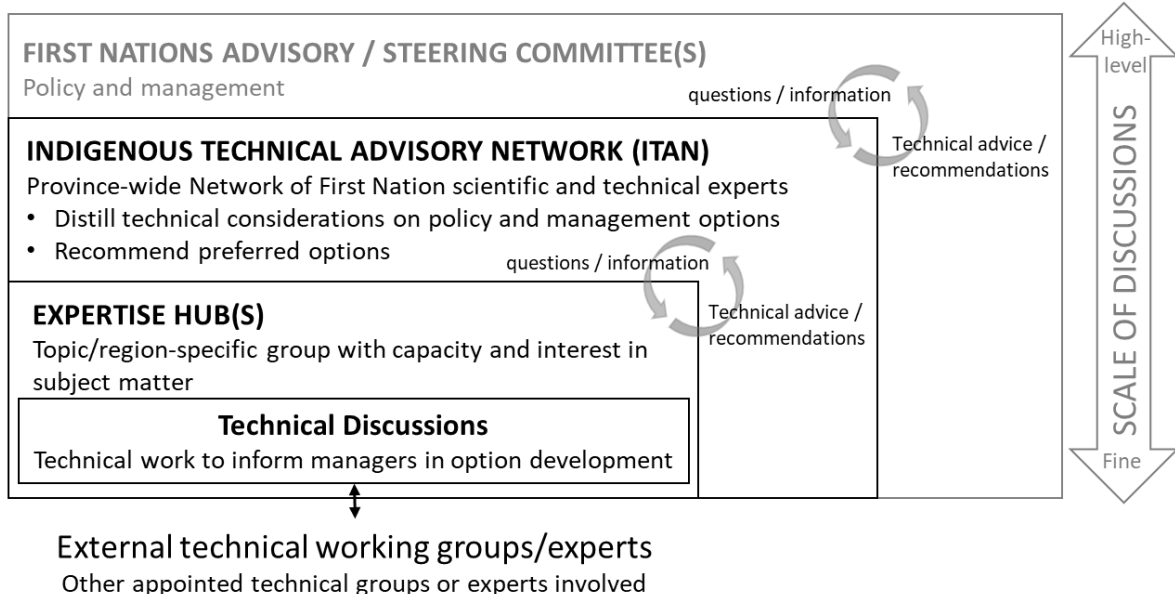 FIRST NATIONS ADVISORY / STEERING COMMITTEE(S)
Policy and management
questions / information
Technical advice /
recommendations
INDIGENOUS TECHNICAL ADVISORY NETWORK (ITAN)
Province-wide Network of First Nation scientific and technical experts
• Distill technical considerations on policy and management options
• Recommend preferred options
questions / information
Technical advice /
recommendations
EXPERTISE HUB(S)
Topic/region-specific group with capacity and interest in
subject matter
Technical Discussions
Technical work to inform managers in option development
External technical working groups/experts
Other appointed technical groups or experts involved
High-
level
SCALE OF DISCUSSIONS
Fine